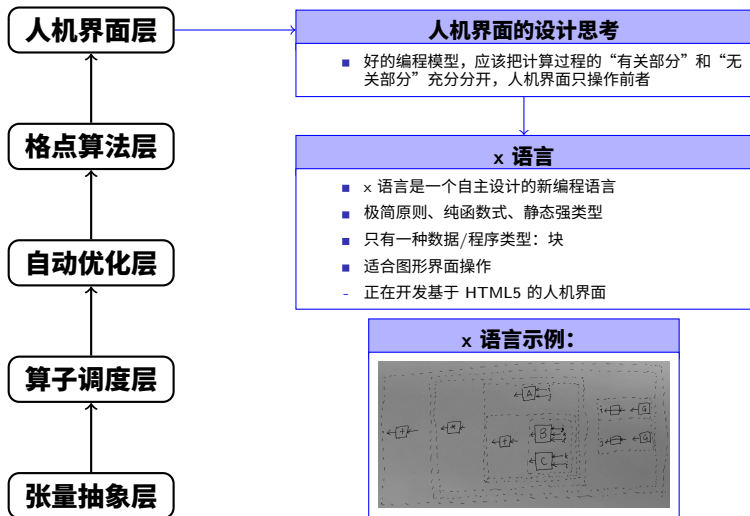 人机界面层
格点算法层
自动优化层
算子调度层
张量抽象层
人机界面的设计思考
好的编程模型，应该把计算过程的“有关部分”和“无
关部分”充分分开，人机界面只操作前者
x 语言
x 语言是一个自主设计的新编程语言
极简原则、纯函数式、静态强类型
只有一种数据/程序类型：块
适合图形界面操作
- 正在开发基于 HTML5 的人机界面
x 语言示例：
A
B
C
+
*